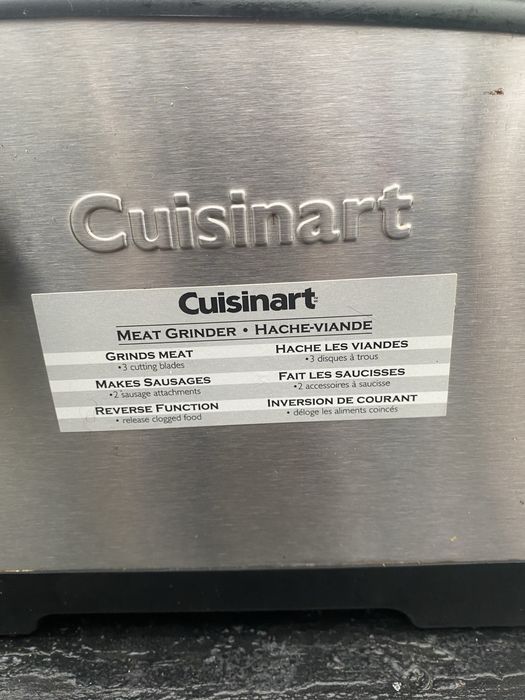 Cuisinart
Cuisinart
MEAT GRINDER • HACHE-VIANDE
GRINDS MEAT
•3 cutting blades
MAKES SAUSAGES
•2 sausage attachments
REVERSE FUNCTION
• release clogged food
HACHE LES VIANDES
•3 disques à trous
FAIT LES SAUCISSES
•2 accessoires à saucisse
INVERSION DE COURANT
• déloge les aliments coincés